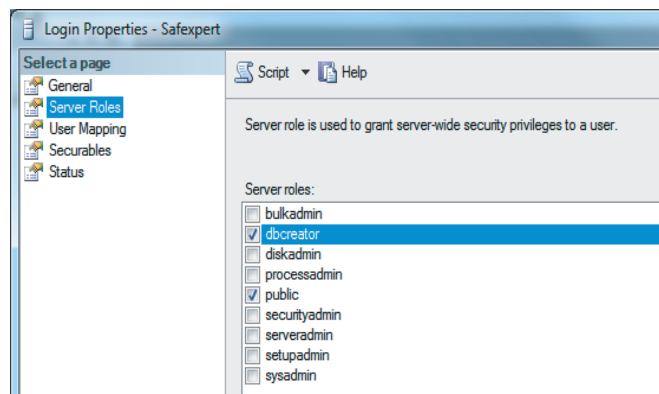 Login Properties - Safexpert
Select a page
General
Server Roles
User Mapping
Securables
Status
Script Help
Server role is used to grant server-wide security privileges to a user.
Server roles:
bulkadmin
dbcreator
diskadmin
processadmin
public
securityadmin
serveradmin
setupadmin
sysadmin